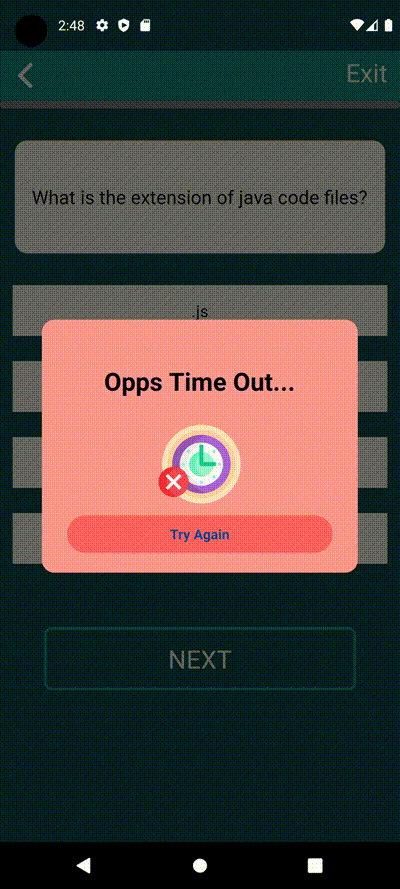 2:48
Exit
What is the extension of java code files?
.js
Opps Time Out...
Try Again
NEXT